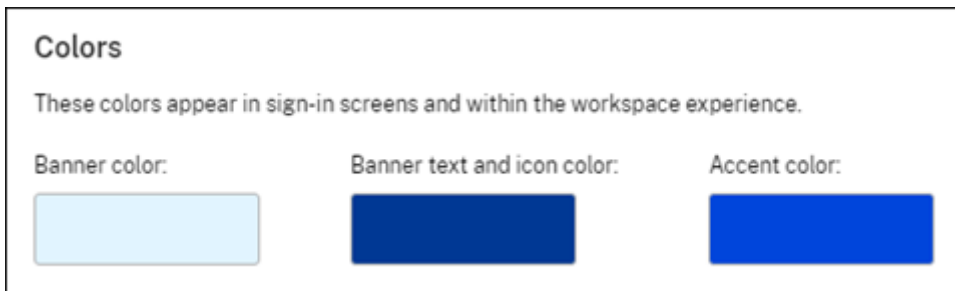 Colors
These colors appear in sign-in screens and within the workspace experience.
Banner color: Banner text and icon color: Accent color: